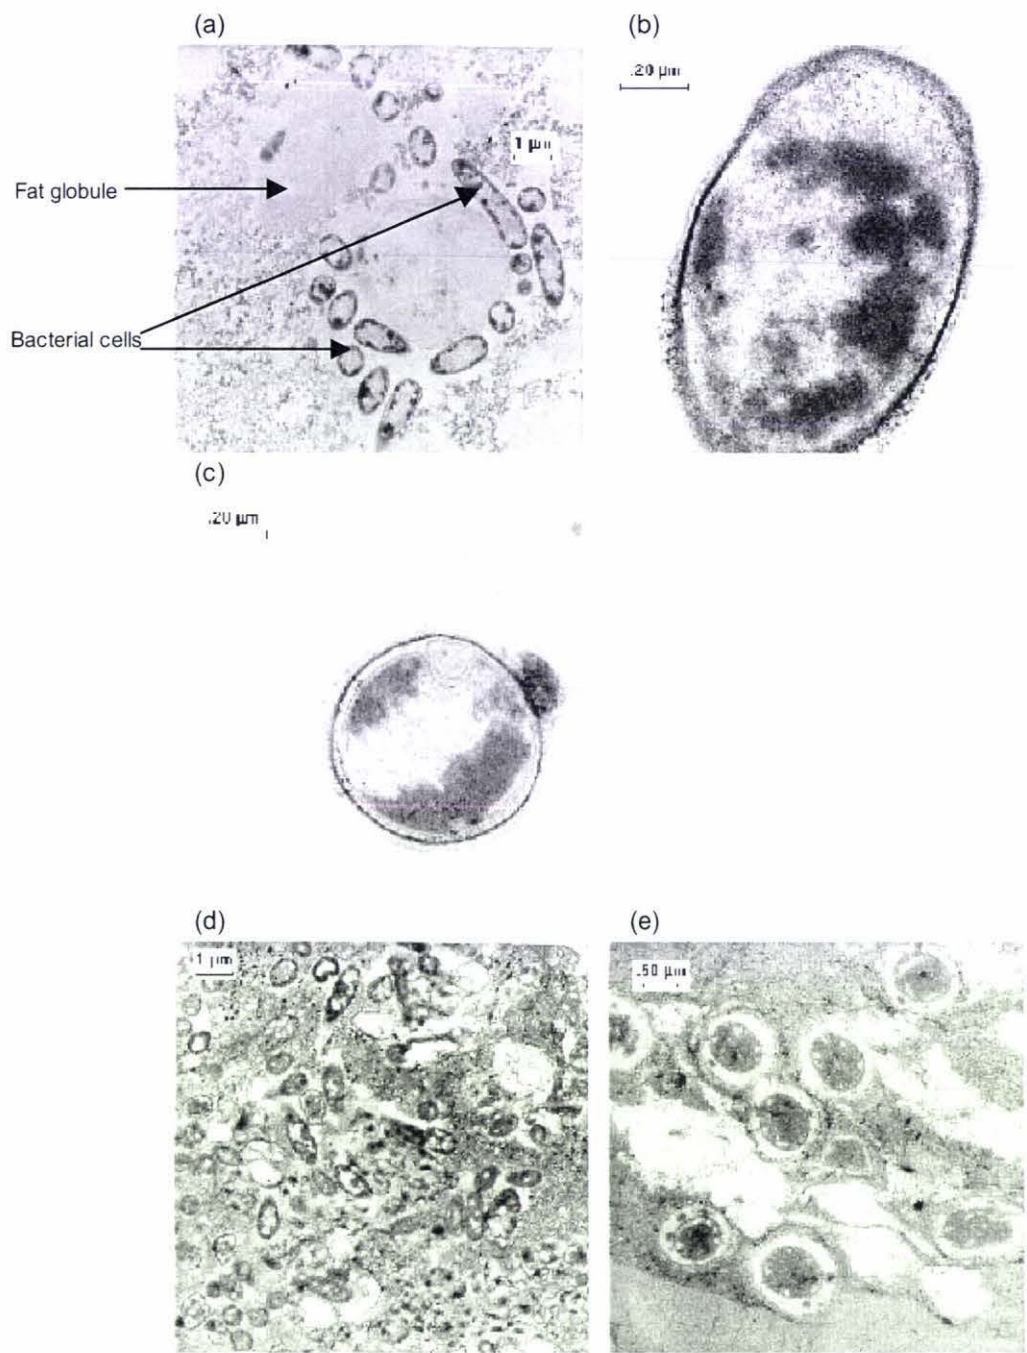 (a)
(b)
.20 µm
1 µm
Fat globule
Bacterial cells
(c)
.20 µm
(d)
(e)
1 µm
.50 µm